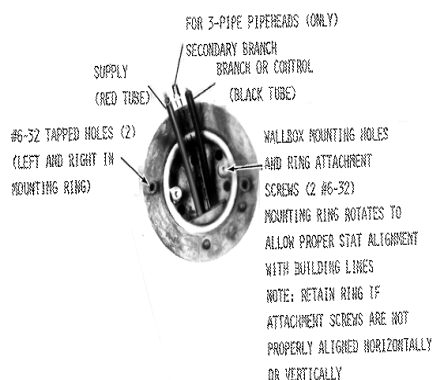 FOR 3-PIPE PIPEHEADS (ONLY)
SECONDARY BRANCH
SUPPLY
(RED TUBE)
BRANCH OR CONTROL
(BLACK TUBE)
#6-32 TAPPED HOLES (2)
(LEFT AND RIGHT IN
MOUNTING RING)
WALLBOX MOUNTING HOLES
AND RING ATTACHMENT
SCREWS (2 #6-32)
MOUNTING RING ROTATES TO
ALLOW PROPER STAT ALIGNMENT
WITH BUILDING LINES
NOTE: RETAIN RING IF
ATTACHMENT SCREWS ARE NOT
PROPERLY ALIGNED HORIZONTALLY
OR VERTICALLY